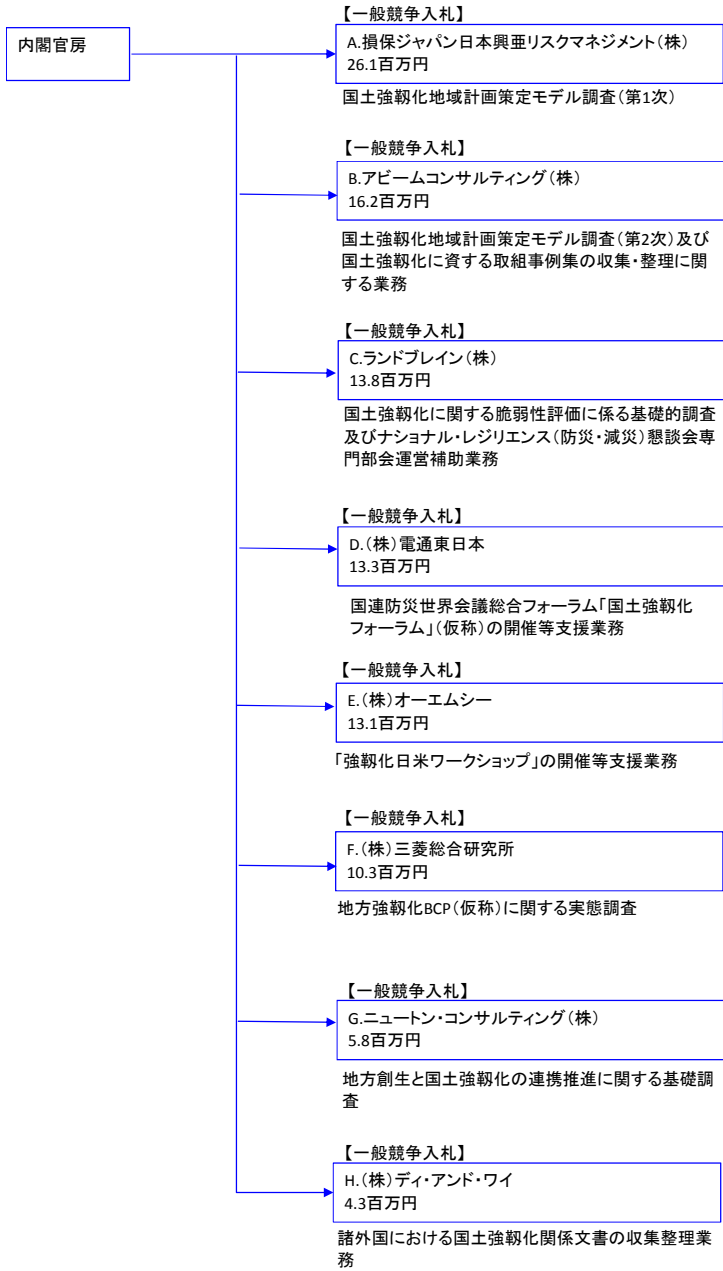 内閣官房
【一般競争入札】
A.損保ジャパン日本興亜リスクマネジメント(株)
26.1百万円
国土強靱化地域計画策定モデル調査(第1次)
【一般競争入札】
B.アビームコンサルティング(株)
16.2百万円
国土強靱化地域計画策定モデル調査(第2次)及び
国土強靱化に資する取組事例集の収集・整理に関
する業務
【一般競争入札】
C.ランドブレイン(株)
13.8百万円
国土強靱化に関する脆弱性評価に係る基礎的調査
及びナショナル・レジリエンス(防災・減災)懇談会専
門部会運営補助業務
【一般競争入札】
D.(株)電通東日本
13.3百万円
国連防災世界会議総合フォーラム「国土強靱化
フォーラム」(仮称)の開催等支援業務
【一般競争入札】
E.(株)オーエムシー
13.1百万円
「強靱化日米ワークショップ」の開催等支援業務
【一般競争入札】
F.(株)三菱総合研究所
10.3百万円
地方強靱化BCP(仮称)に関する実態調査
【一般競争入札】
G.ニュートン・コンサルティング(株)
5.8百万円
地方創生と国土強靱化の連携推進に関する基礎調
査
【一般競争入札】
H.(株)ディ・アンド・ワイ
4.3百万円
諸外国における国土強靱化関係文書の収集整理業
務